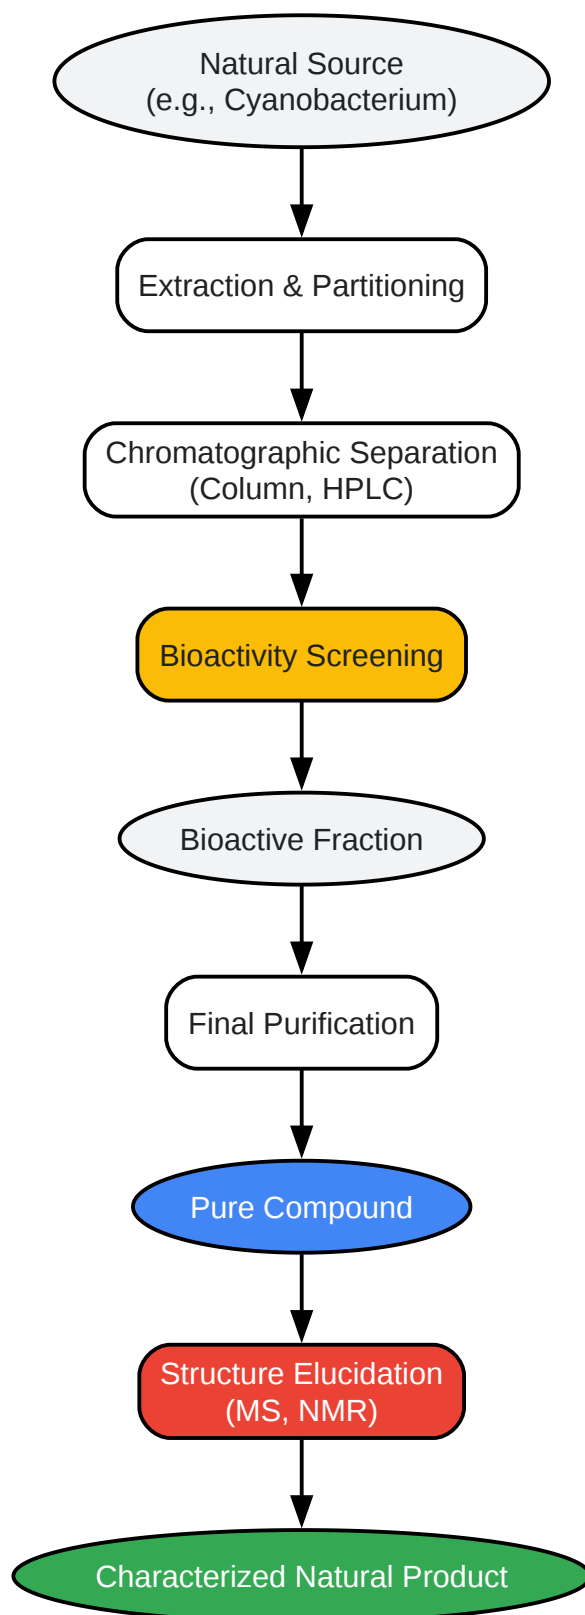 Natural Source
(e.g., Cyanobacterium)
Extraction & Partitioning
Chromatographic Separation
(Column, HPLC)
Bioactivity Screening
Bioactive Fraction
Final Purification
Pure Compound
Structure Elucidation
(MS, NMR)
Characterized Natural Product